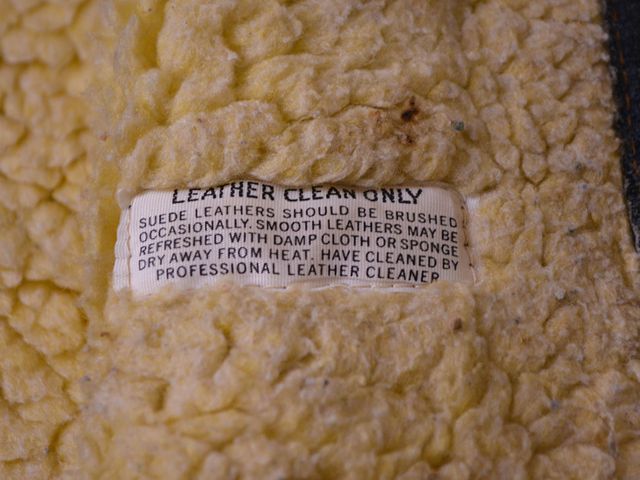 LEATHER CLEAN ONLY
SUEDE LEATHERS SHOULD BE BRUSHED
OCCASIONALLY. SMOOTH LEATHERS MAY BE
REFRESHED WITH DAMP CLOTH OR SPONGE
DRY AWAY FROM HEAT. HAVE CLEANED BY
PROFESSIONAL LEATHER CLEANER